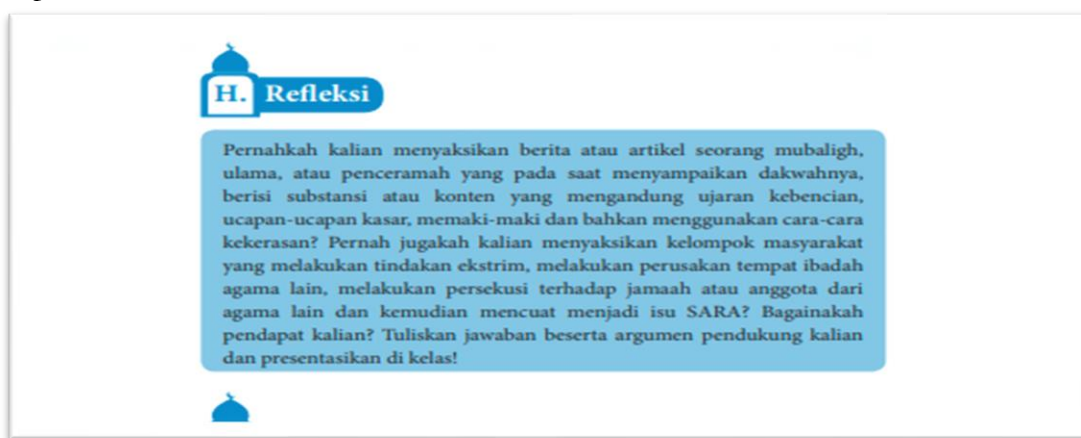 H. Refleksi
Pernahkah kalian menyaksikan berita atau artikel seorang mubaligh,
ulama, atau penceramah yang pada saat menyampaikan dakwahnya,
berisi substansi atau konten yang mengandung ujaran kebencian,
ucapan-ucapan kasar, memaki-maki dan bahkan menggunakan cara-cara
kekerasan? Pernah jugakah kalian menyaksikan kelompok masyarakat
yang melakukan tindakan ekstrim, melakukan perusakan tempat ibadah
agama lain, melakukan persekusi terhadap jamaah atau anggota dari
agama lain dan kemudian mencuat menjadi isu SARA? Bagainakah
pendapat kalian? Tuliskan jawaban beserta argumen pendukung kalian
dan presentasikan di kelas!